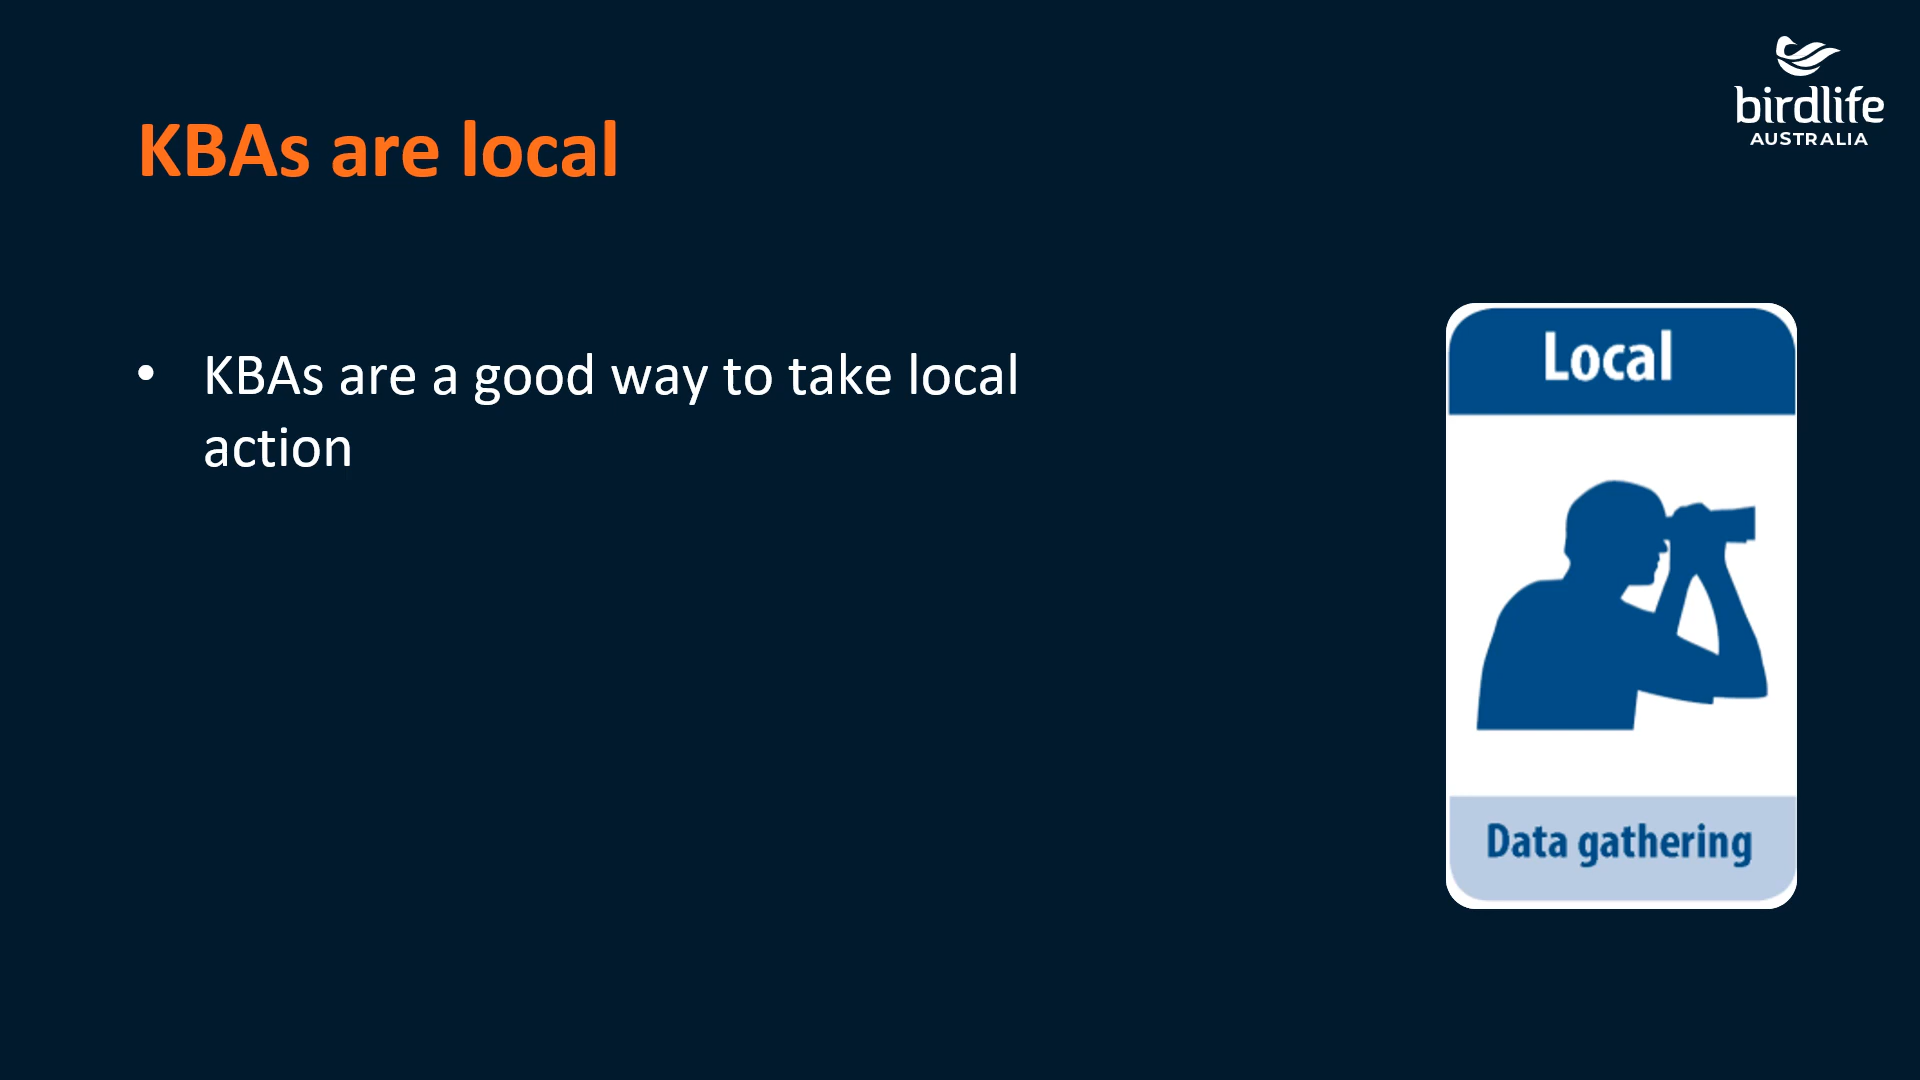 birdlife
AUSTRALIA
KBAs are local
• KBAs are a good way to take local
action
Local
Data gathering